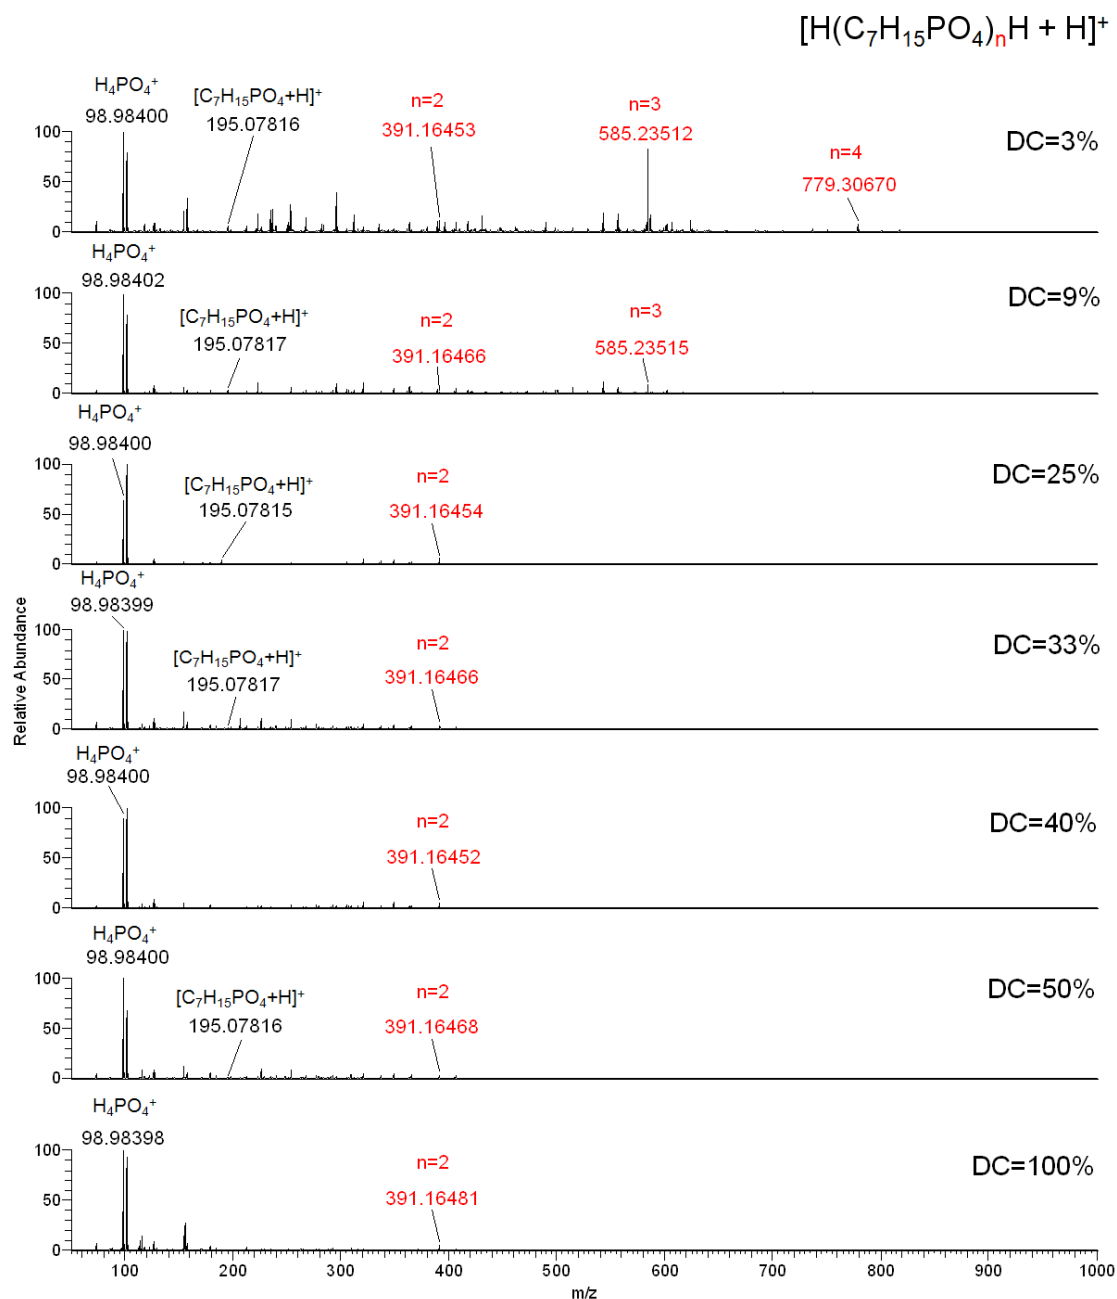 [H(C₇H₁₅PO₄)ₙH + H]⁺
H₄PO₄⁺
98.98400
[C₇H₁₅PO₄+H]⁺
195.07816
n=2
391.16453
n=3
585.23512
n=4
779.30670
DC=3%
100
50
0
H₄PO₄⁺
98.98402
[C₇H₁₅PO₄+H]⁺
195.07817
n=2
391.16466
n=3
585.23515
DC=9%
100
50
0
H₄PO₄⁺
98.98400
[C₇H₁₅PO₄+H]⁺
195.07815
n=2
391.16454
DC=25%
100
50
0
H₄PO₄⁺
98.98399
[C₇H₁₅PO₄+H]⁺
195.07817
n=2
391.16466
DC=33%
100
50
0
Relative Abundance
H₄PO₄⁺
98.98400
n=2
391.16452
DC=40%
100
50
0
H₄PO₄⁺
98.98400
[C₇H₁₅PO₄+H]⁺
195.07816
n=2
391.16468
DC=50%
100
50
0
H₄PO₄⁺
98.98398
n=2
391.16481
DC=100%
100
50
0
100 200 300 400 500 600 700 800 900 1000
m/z